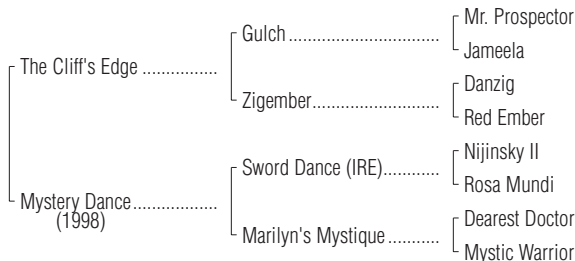 Mr. Prospector
Gulch ................................
Jameela
The Cliff's Edge ................
Danzig
Zigember...........................
Red Ember
Nijinsky II
Sword Dance (IRE)............
Rosa Mundi
Mystery Dance..................
(1998)
Dearest Doctor
Marilyn's Mystique ...........
Mystic Warrior